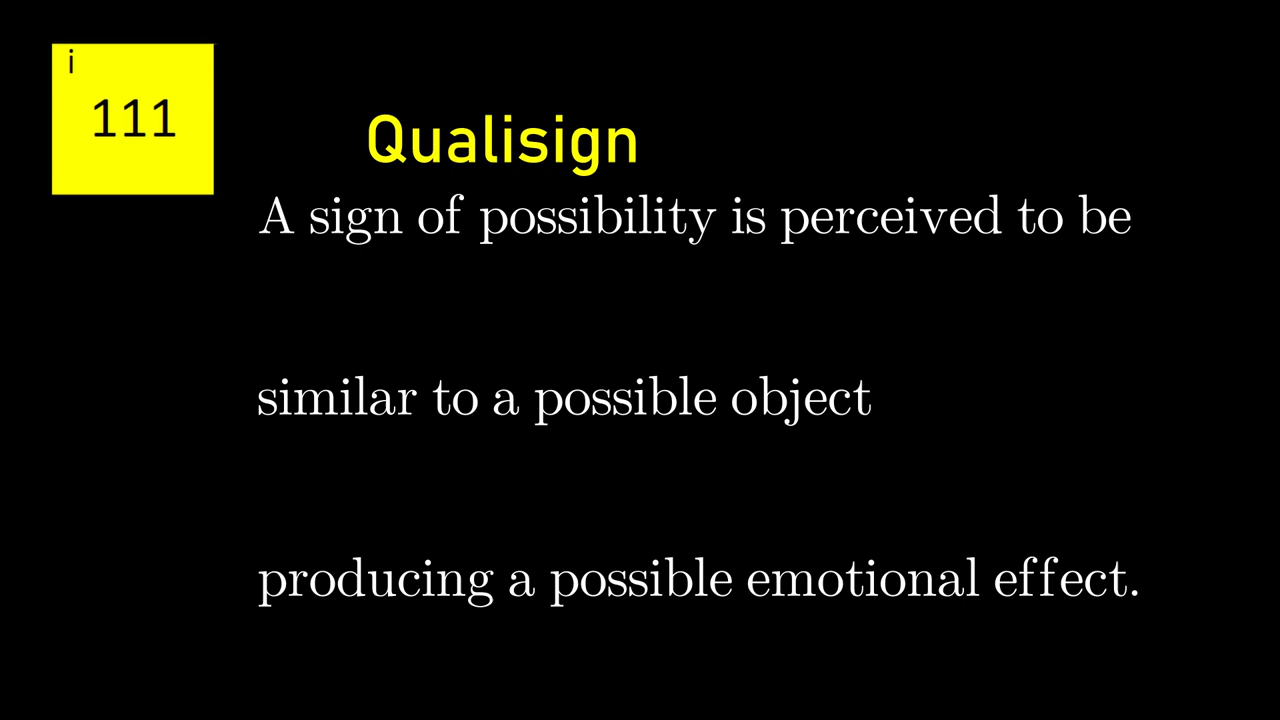 i
111
Qualisign
A sign of possibility is perceived to be
similar to a possible object
producing a possible emotional effect.